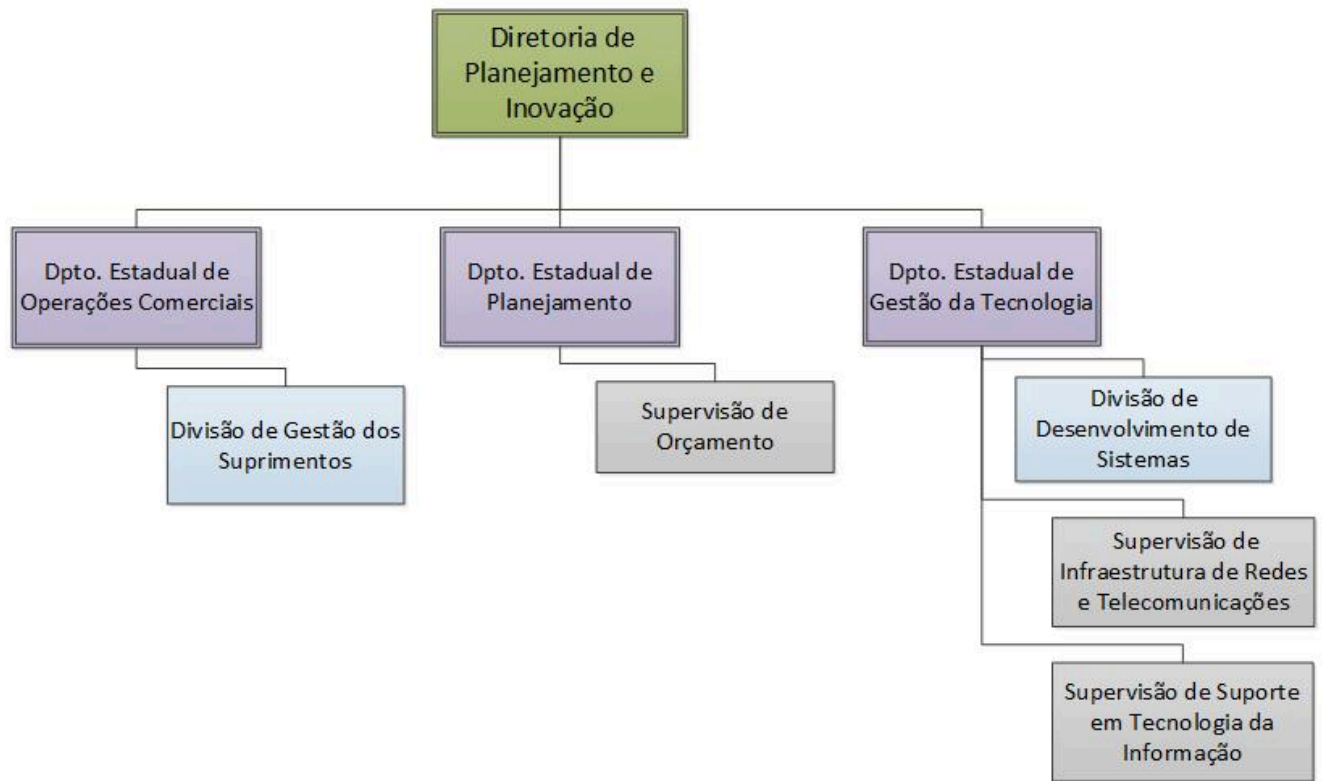 Diretoria de
Planejamento e
Inovação
Dpto. Estadual de
Operações Comerciais
Dpto. Estadual de
Planejamento
Dpto. Estadual de
Gestão da Tecnologia
Divisão de Gestão dos
Suprimentos
Supervisão de
Orçamento
Divisão de
Desenvolvimento de
Sistemas
Supervisão de
Infraestrutura de Redes
e Telecomunicações
Supervisão de Suporte
em Tecnologia da
Informação